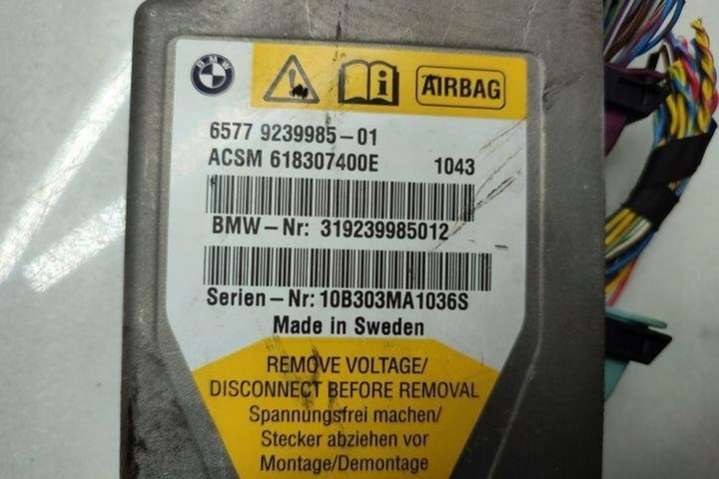 BMW
AIRBAG
6577 9239985-01
ACSM 618307400E 1043
BMW-Nr: 319239985012
Serien-Nr: 10B303MA1036S
Made in Sweden
REMOVE VOLTAGE/
DISCONNECT BEFORE REMOVAL
Spannungsfrei machen/
Stecker abziehen vor
Montage/Demontage